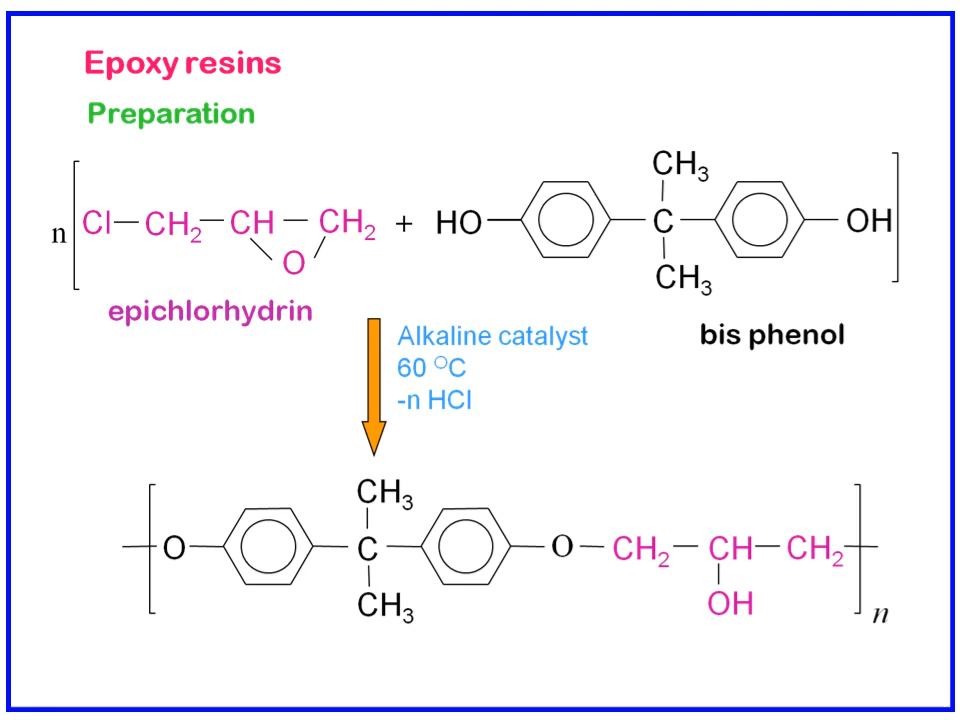 Epoxy resins
Preparation
n [ Cl — CH₂ — CH — CH₂ + HO — C — OH ]
CH₃
O
CH₃
epichlorhydrin
bis phenol
Alkaline catalyst
60 °C
-n HCl
CH₃
[ O — C — O — CH₂ — CH — CH₂ ] n
CH₃
OH